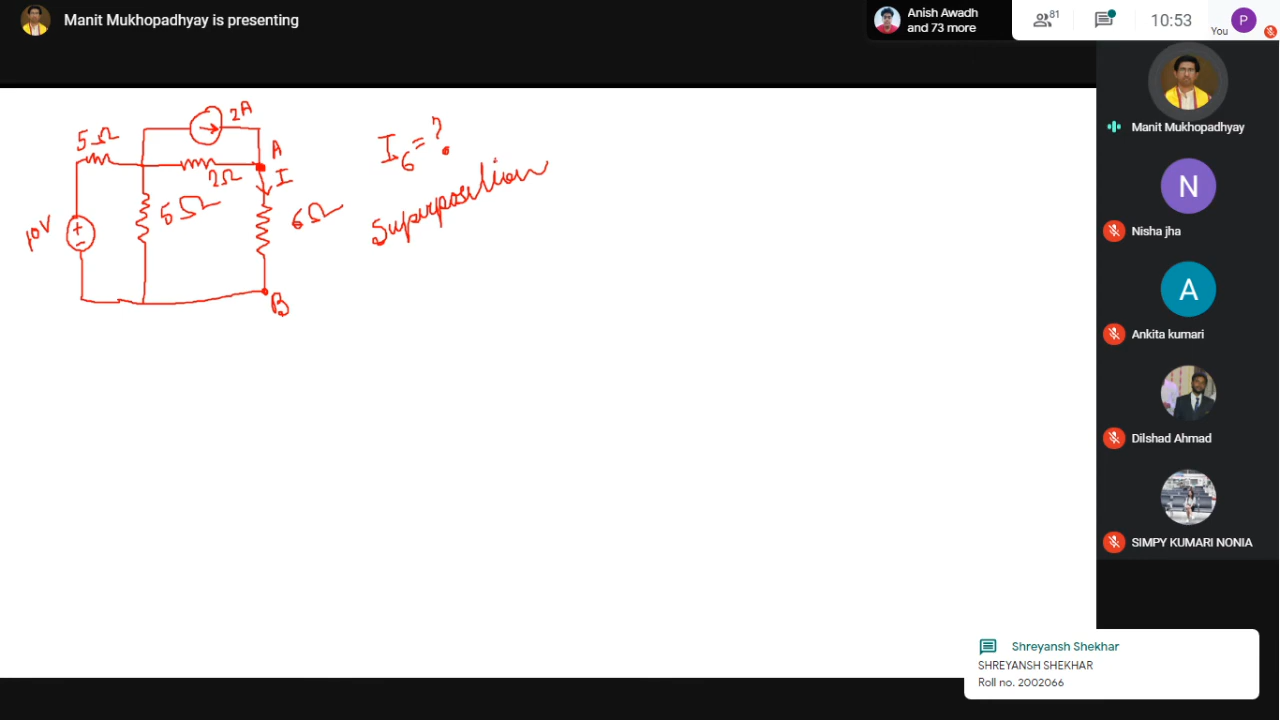 Manit Mukhopadhyay is presenting
Anish Awadh
and 73 more
81
10:53
You
P
Manit Mukhopadhyay
N
Nisha jha
A
Ankita kumari
Dilshad Ahmad
SIMPY KUMARI NONIA
Shreyansh Shekhar
SHREYANSH SHEKHAR
Roll no. 2002066
2A
5Ω
A
2Ω
I
5Ω
6Ω
10V
+
-
B
I6 = ?
Superposition